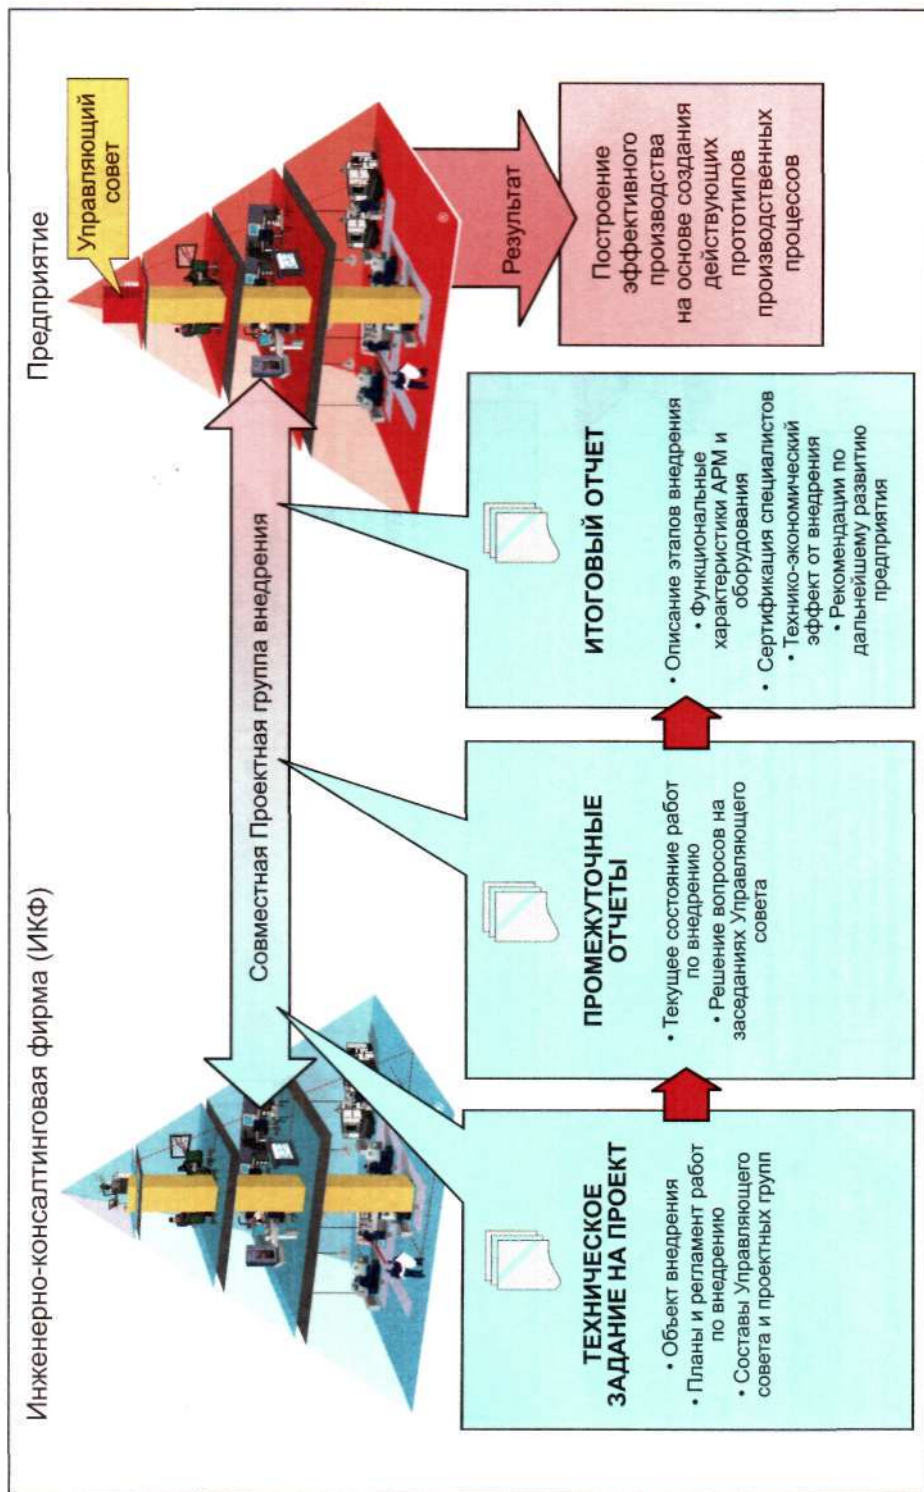 Инженерно-консалтинговая фирма (ИКФ)
Предприятие
Управляющий
совет
Совместная Проектная группа внедрения
ТЕХНИЧЕСКОЕ
ЗАДАНИЕ НА ПРОЕКТ
• Объект внедрения
• Планы и регламент работ
по внедрению
• Составы Управляющего
совета и проектных групп
ПРОМЕЖУТОЧНЫЕ
ОТЧЕТЫ
• Текущее состояние работ
по внедрению
• Решение вопросов на
заседаниях Управляющего
совета
ИТОГОВЫЙ ОТЧЕТ
• Описание этапов внедрения
• Функциональные
характеристики АРМ и
оборудования
• Сертификация специалистов
• Технико-экономический
эффект от внедрения
• Рекомендации по
дальнейшему развитию
предприятия
Результат
Построение
эффективного
производства
на основе создания
действующих
прототипов
производственных
процессов
®